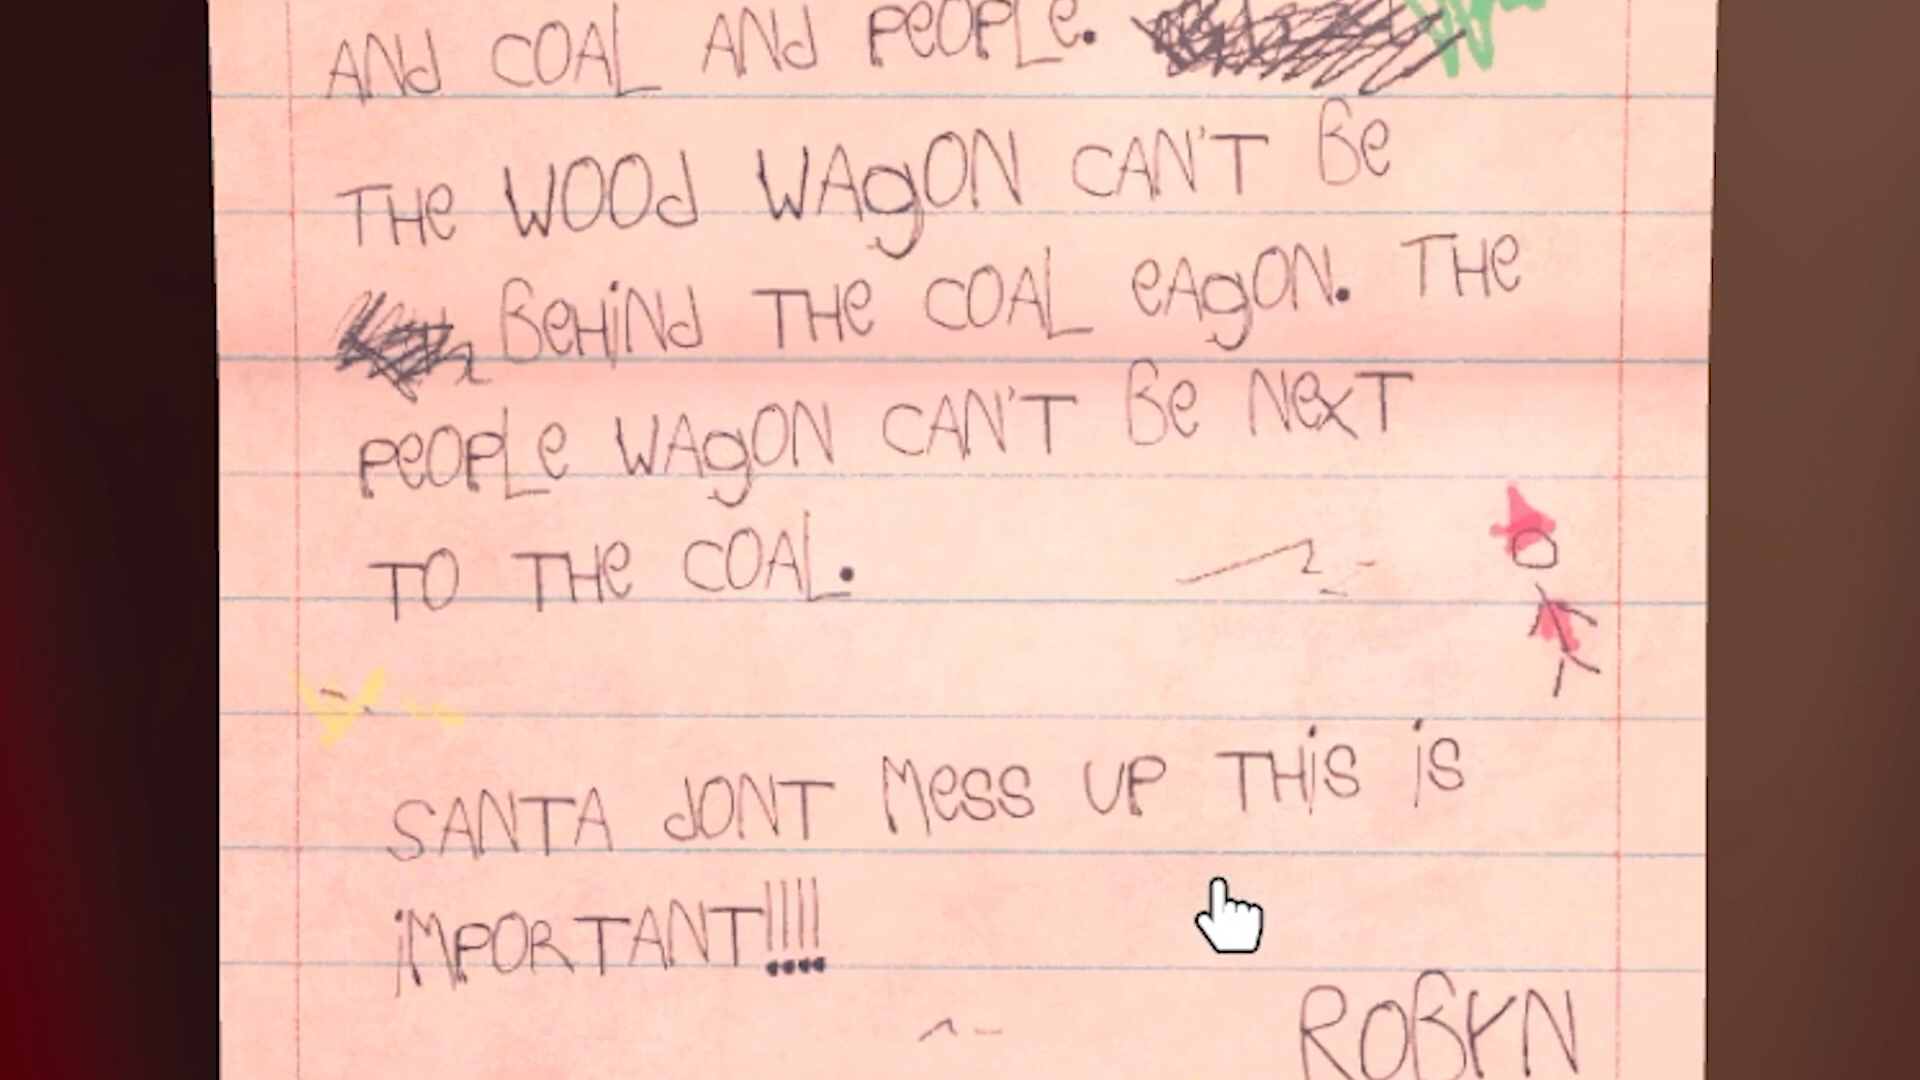 AND COAL AND PEOPLE.
THE WOOD WAgON CAN'T BE
BEHiND THE COAL eAgON. THE
PEOPLE WAgON CAN'T BE NEXT
TO THE COAL.
SANTA dONT MESS UP THiS iS
iMPORTANT!!!!
ROBYN